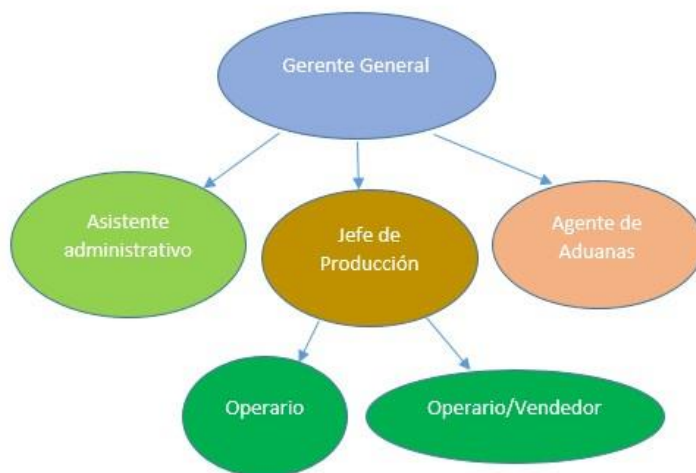 Gerente General
Asistente
administrativo
Jefe de
Producción
Agente de
Aduanas
Operario
Operario/Vendedor